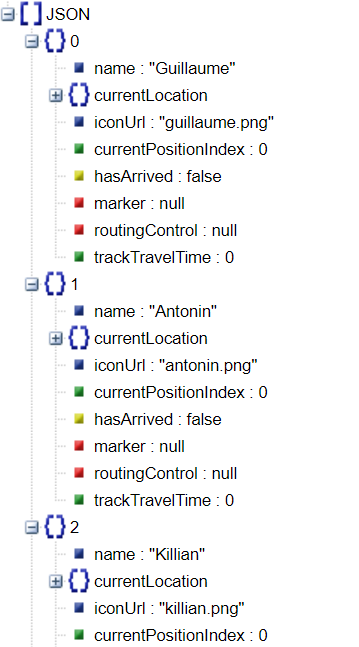 JSON
0
name : "Guillaume"
currentLocation
iconUrl : "guillaume.png"
currentPositionIndex : 0
hasArrived : false
marker : null
routingControl : null
trackTravelTime : 0
1
name : "Antonin"
currentLocation
iconUrl : "antonin.png"
currentPositionIndex : 0
hasArrived : false
marker : null
routingControl : null
trackTravelTime : 0
2
name : "Killian"
currentLocation
iconUrl : "killian.png"
currentPositionIndex : 0